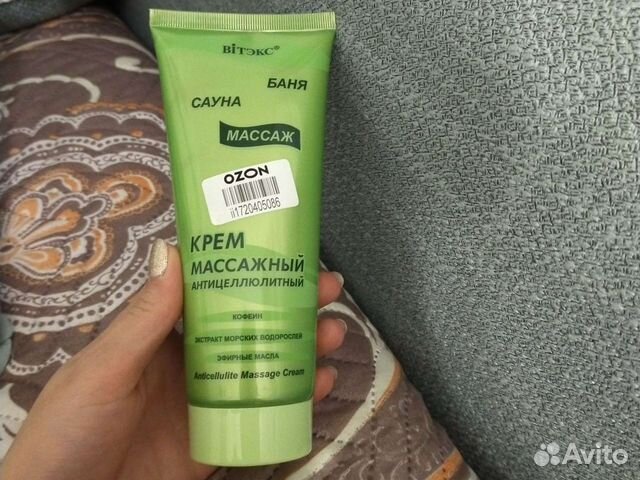 ВIТЭКС®
БАНЯ
САУНА
МАССАЖ
OZON
ii1720405086
КРЕМ
МАССАЖНЫЙ
АНТИЦЕЛЛЮЛИТНЫЙ
КОФЕИН
ЭКСТРАКТ МОРСКИХ ВОДОРОСЛЕЙ
ЭФИРНЫЕ МАСЛА
Anticellulite Massage Cream
Avito